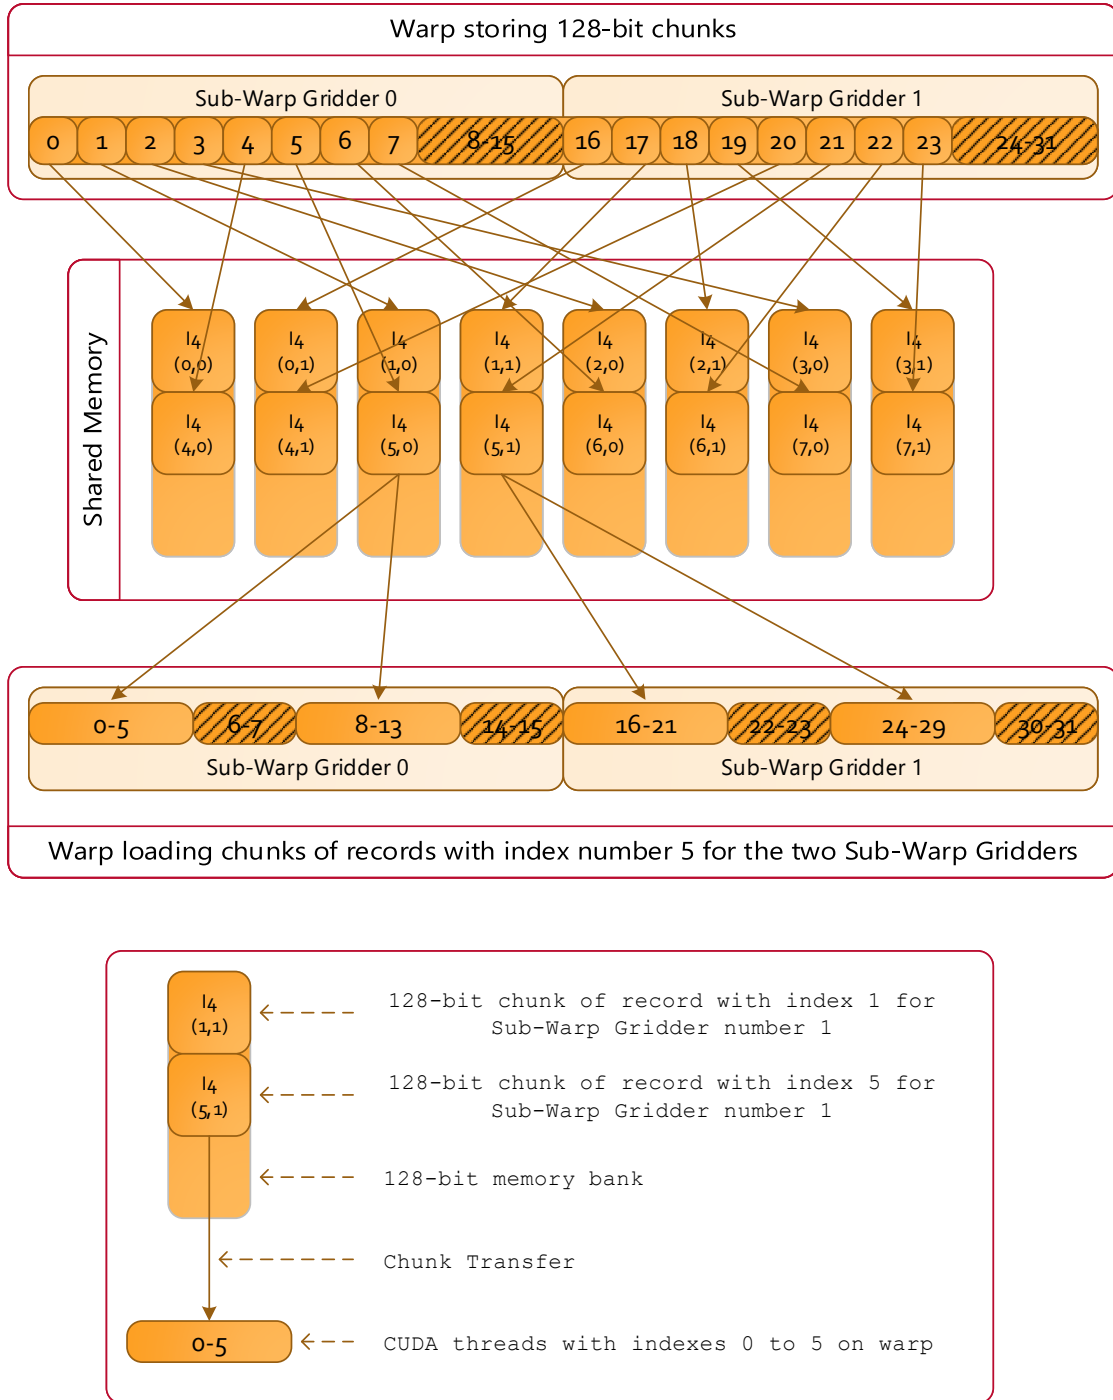 Warp storing 128-bit chunks
Sub-Warp Gridder 0 Sub-Warp Gridder 1
0 1 2 3 4 5 6 7 8-15 16 17 18 19 20 21 22 23 24-31
Shared Memory
I4 I4 I4 I4 I4 I4 I4 I4
(0,0) (0,1) (1,0) (1,1) (2,0) (2,1) (3,0) (3,1)
I4 I4 I4 I4 I4 I4 I4 I4
(4,0) (4,1) (5,0) (5,1) (6,0) (6,1) (7,0) (7,1)
0-5 6-7 8-13 14-15 16-21 22-23 24-29 30-31
Sub-Warp Gridder 0 Sub-Warp Gridder 1
Warp loading chunks of records with index number 5 for the two Sub-Warp Gridders
I4
(1,1)
128-bit chunk of record with index 1 for
Sub-Warp Gridder number 1
I4
(5,1)
128-bit chunk of record with index 5 for
Sub-Warp Gridder number 1
128-bit memory bank
Chunk Transfer
0-5
CUDA threads with indexes 0 to 5 on warp